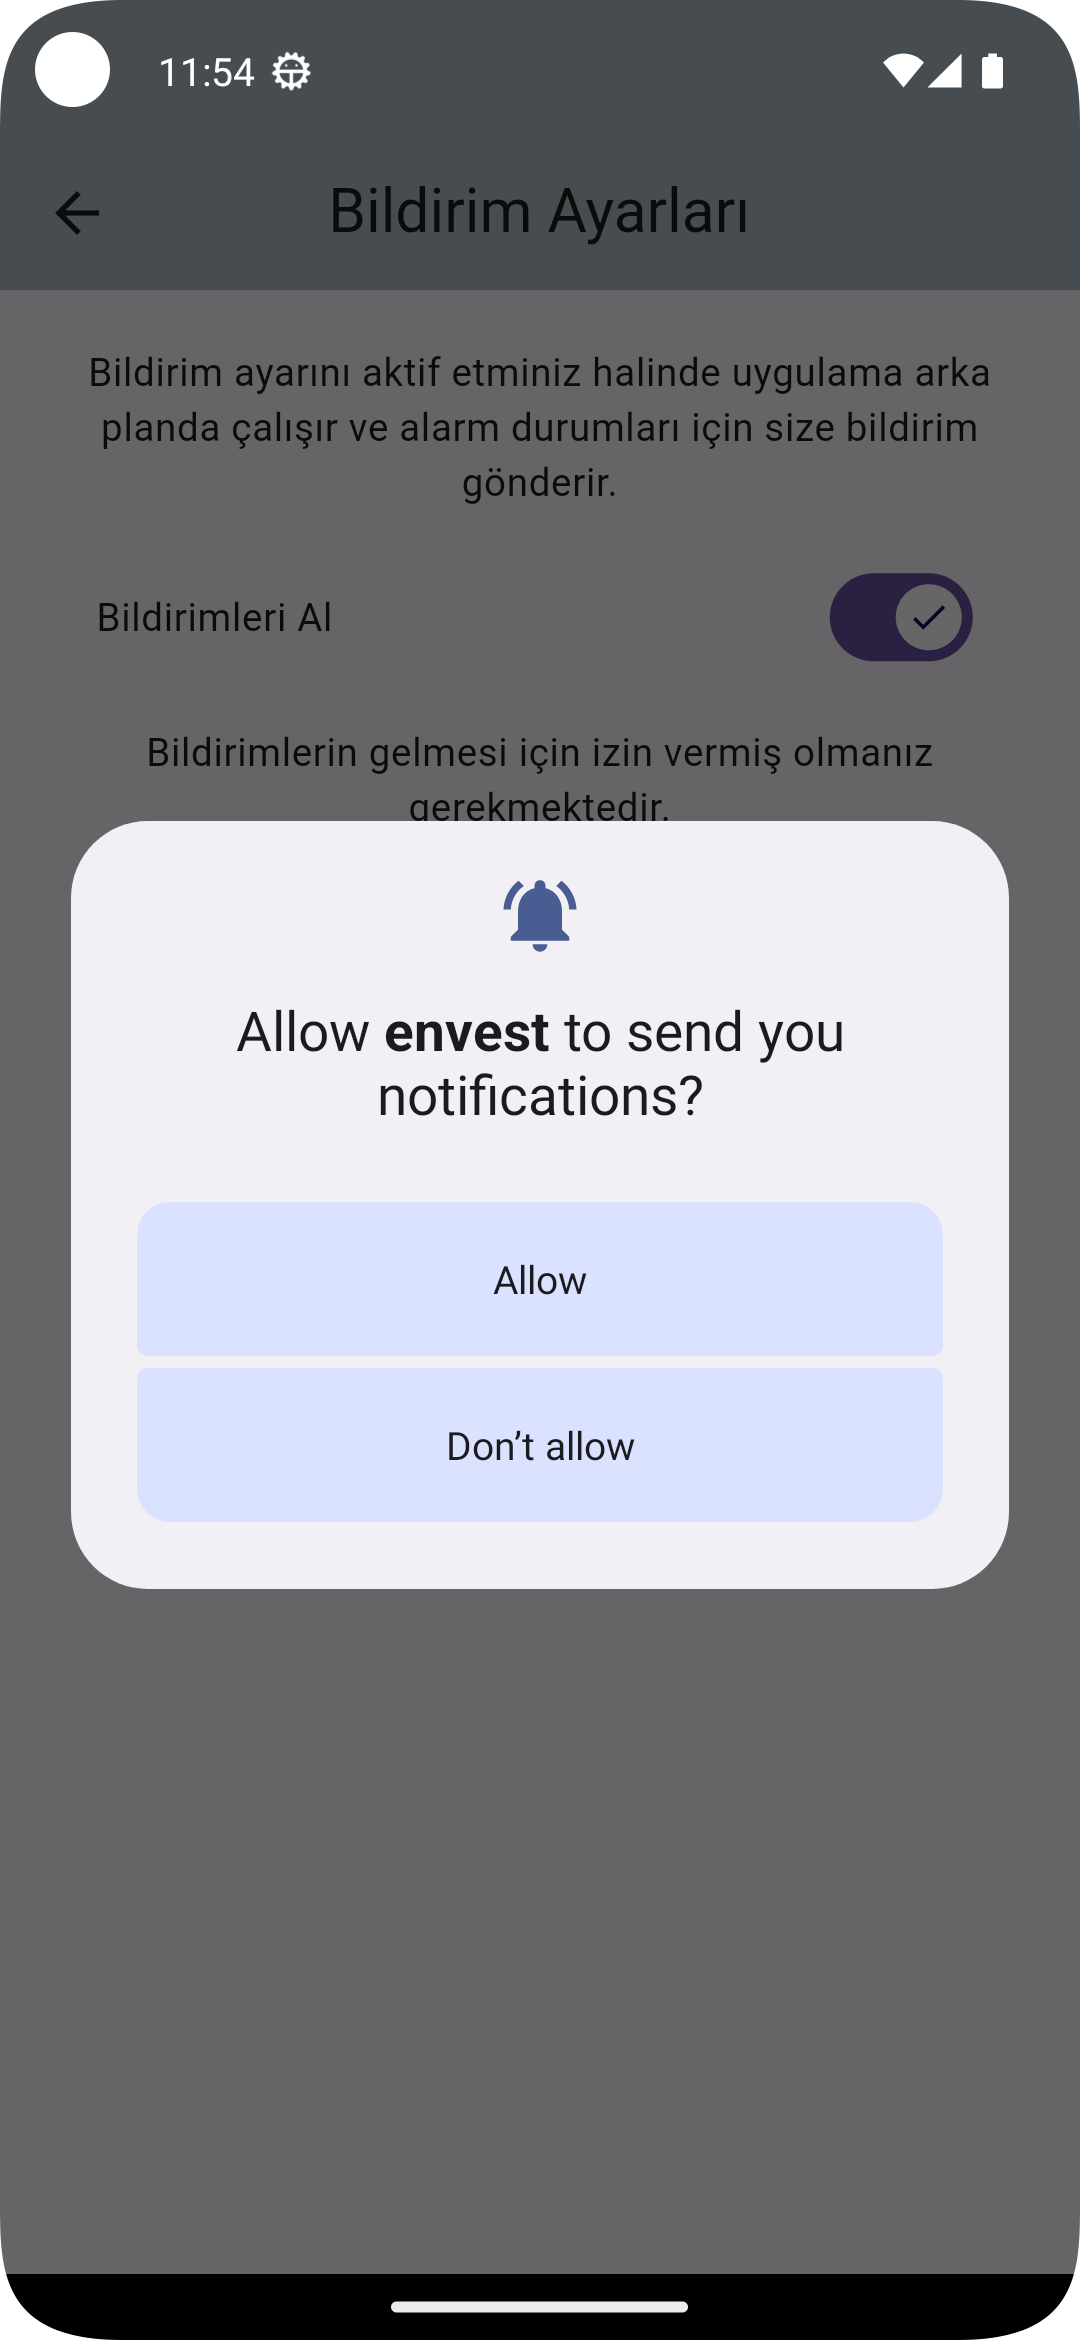 11:54
Bildirim Ayarları
Bildirim ayarını aktif etminiz halinde uygulama arka
planda çalışır ve alarm durumları için size bildirim
gönderir.
Bildirimleri Al
Bildirimlerin gelmesi için izin vermiş olmanız
gerekmektedir.
Allow envest to send you
notifications?
Allow
Don’t allow